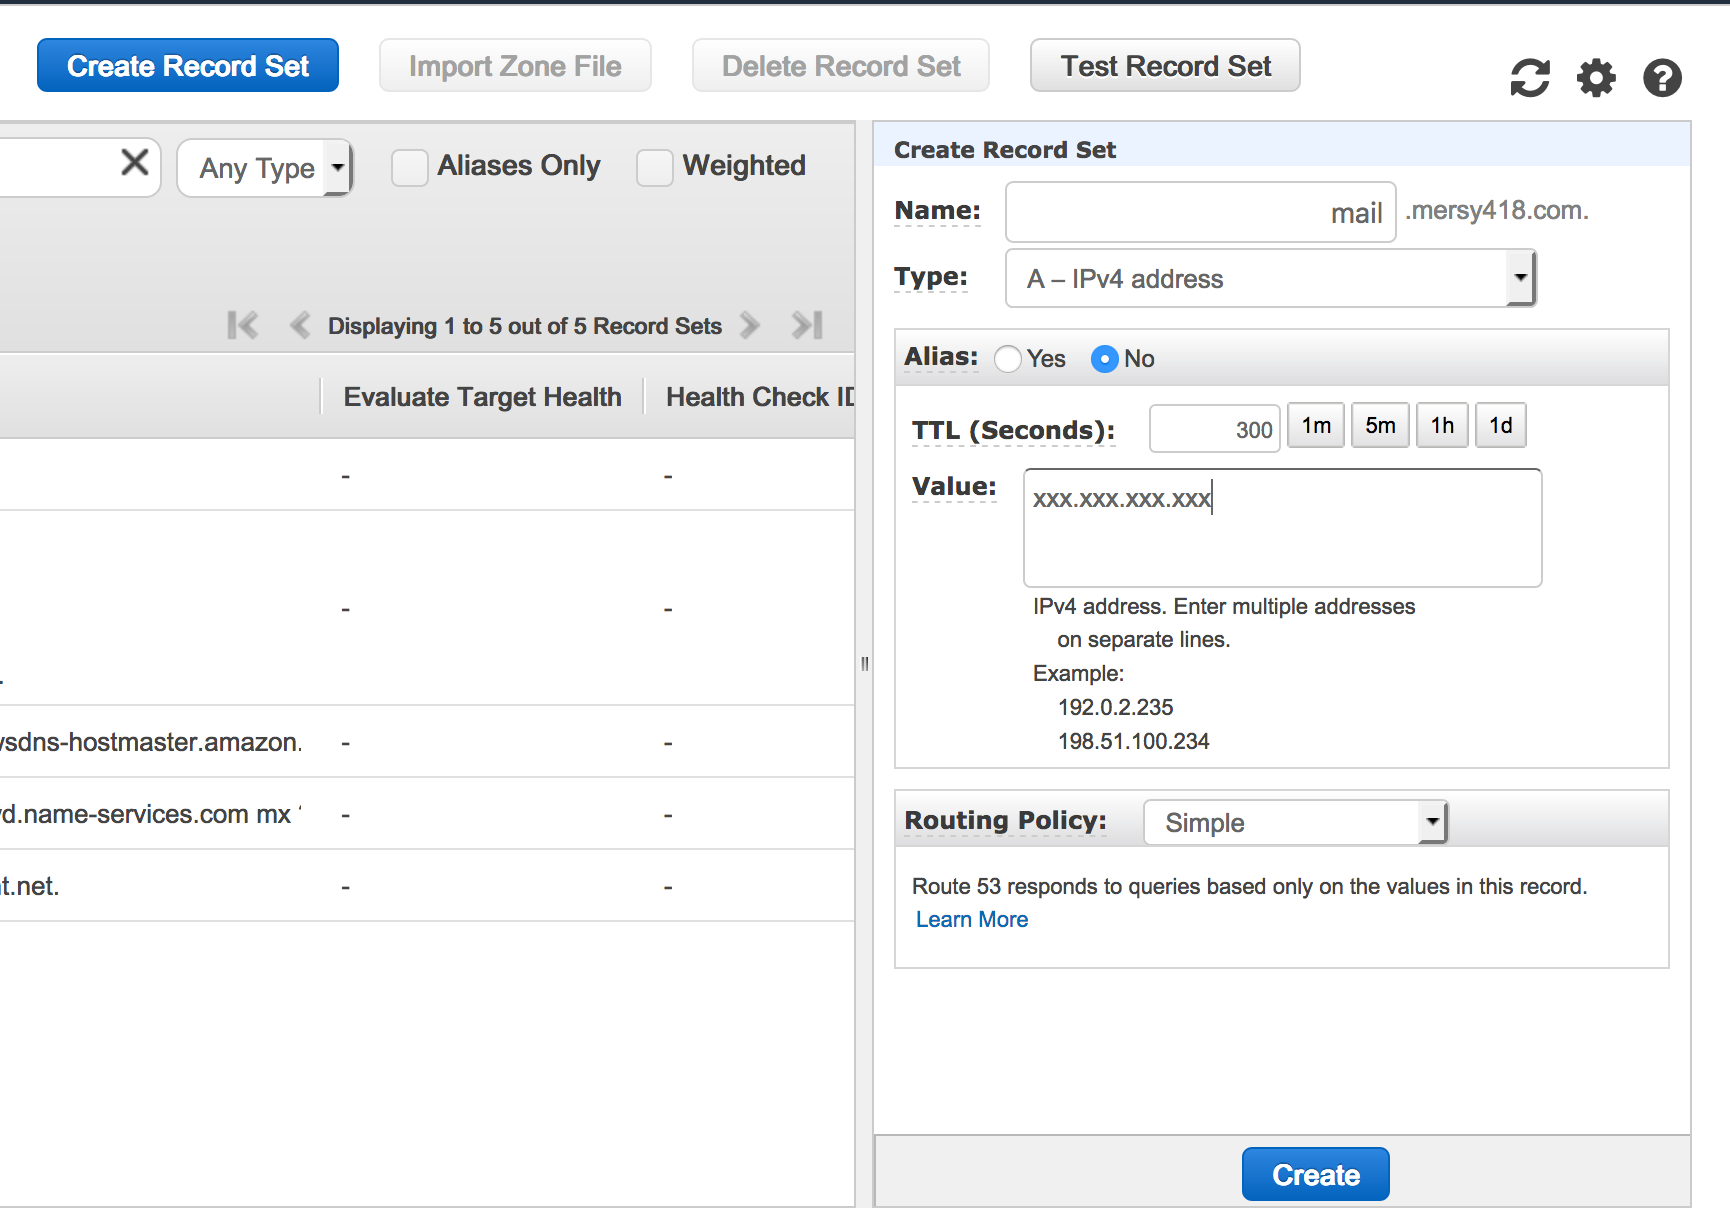 Create Record Set Import Zone File Delete Record Set Test Record Set
Any Type Aliases Only Weighted
Displaying 1 to 5 out of 5 Record Sets
Evaluate Target Health Health Check
- -
- -
.
vsdns-hostmaster.amazon. - -
d.name-services.com mx - -
t.net. - -
Create Record Set
Name: mail .mersy418.com.
Type: A – IPv4 address
Alias: Yes No
TTL (Seconds): 300 1m 5m 1h 1d
Value: xxx.xxx.xxx.xxx
IPv4 address. Enter multiple addresses
on separate lines.
Example:
192.0.2.235
198.51.100.234
Routing Policy: Simple
Route 53 responds to queries based only on the values in this record.
Learn More
Create